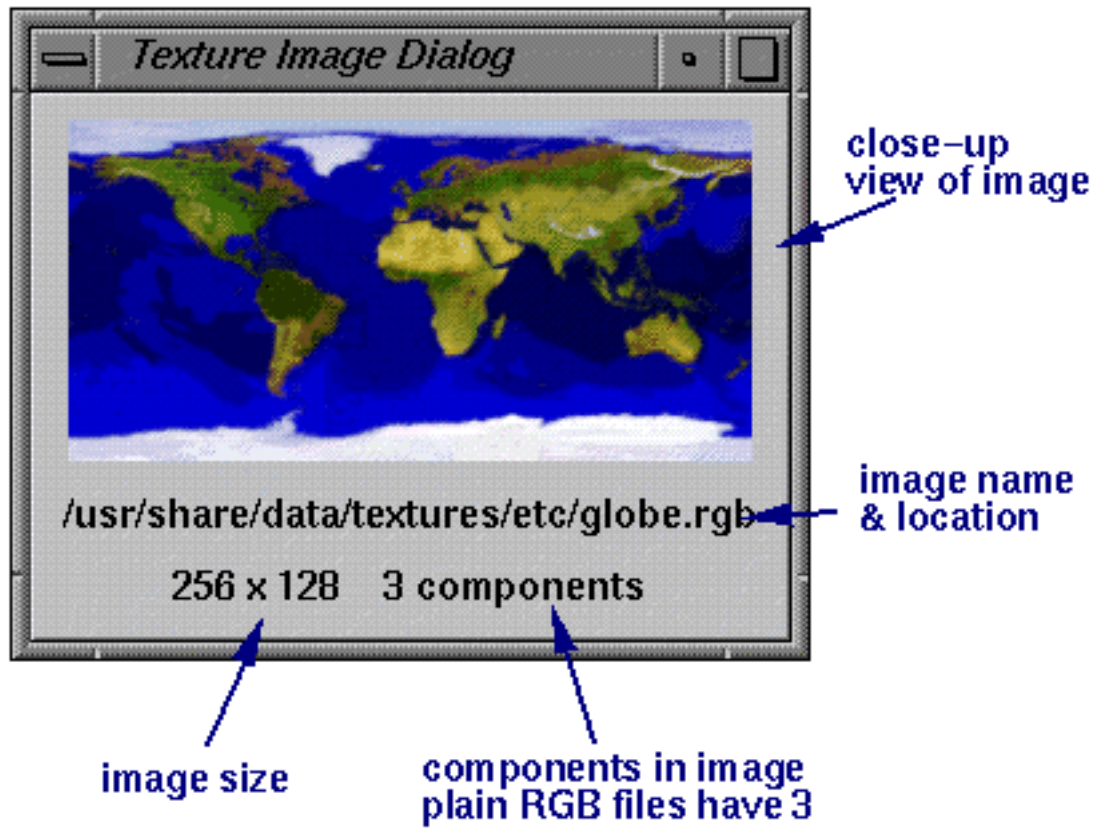 Texture Image Dialog
close-up
view of image
/usr/share/data/textures/etc/globe.rgb
image name
& location
256 x 128 3 components
image size
components in image
plain RGB files have 3